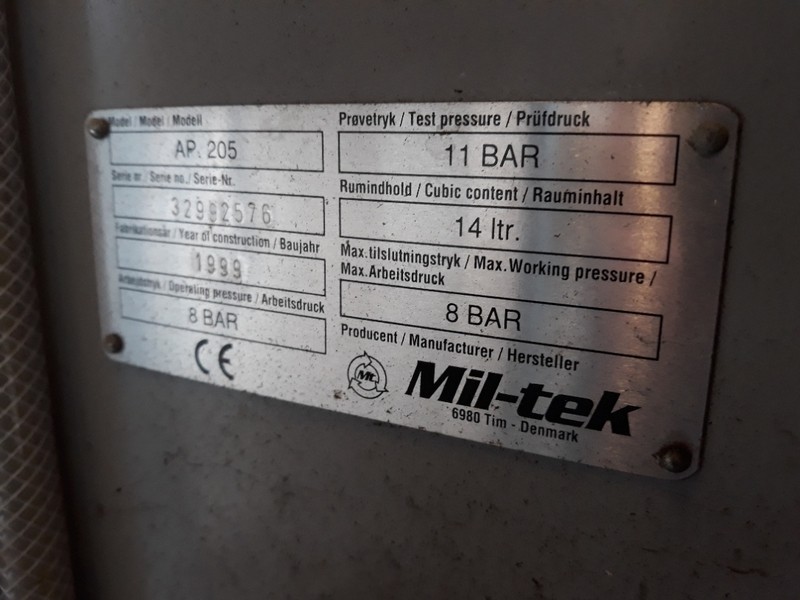 Model / Model / Modell
AP. 205
Serie nr. / Serie no. / Serie-Nr.
32992576
Fabrikationsår / Year of construction / Baujahr
1999
Arbejdstryk / Operating pressure / Arbeitsdruck
8 BAR
CE
Prøvetryk / Test pressure / Prüfdruck
11 BAR
Rumindhold / Cubic content / Rauminhalt
14 ltr.
Max.tilslutningstryk / Max.Working pressure /
Max.Arbeitsdruck
8 BAR
Producent / Manufacturer / Hersteller
Mil-tek
6980 Tim - Denmark